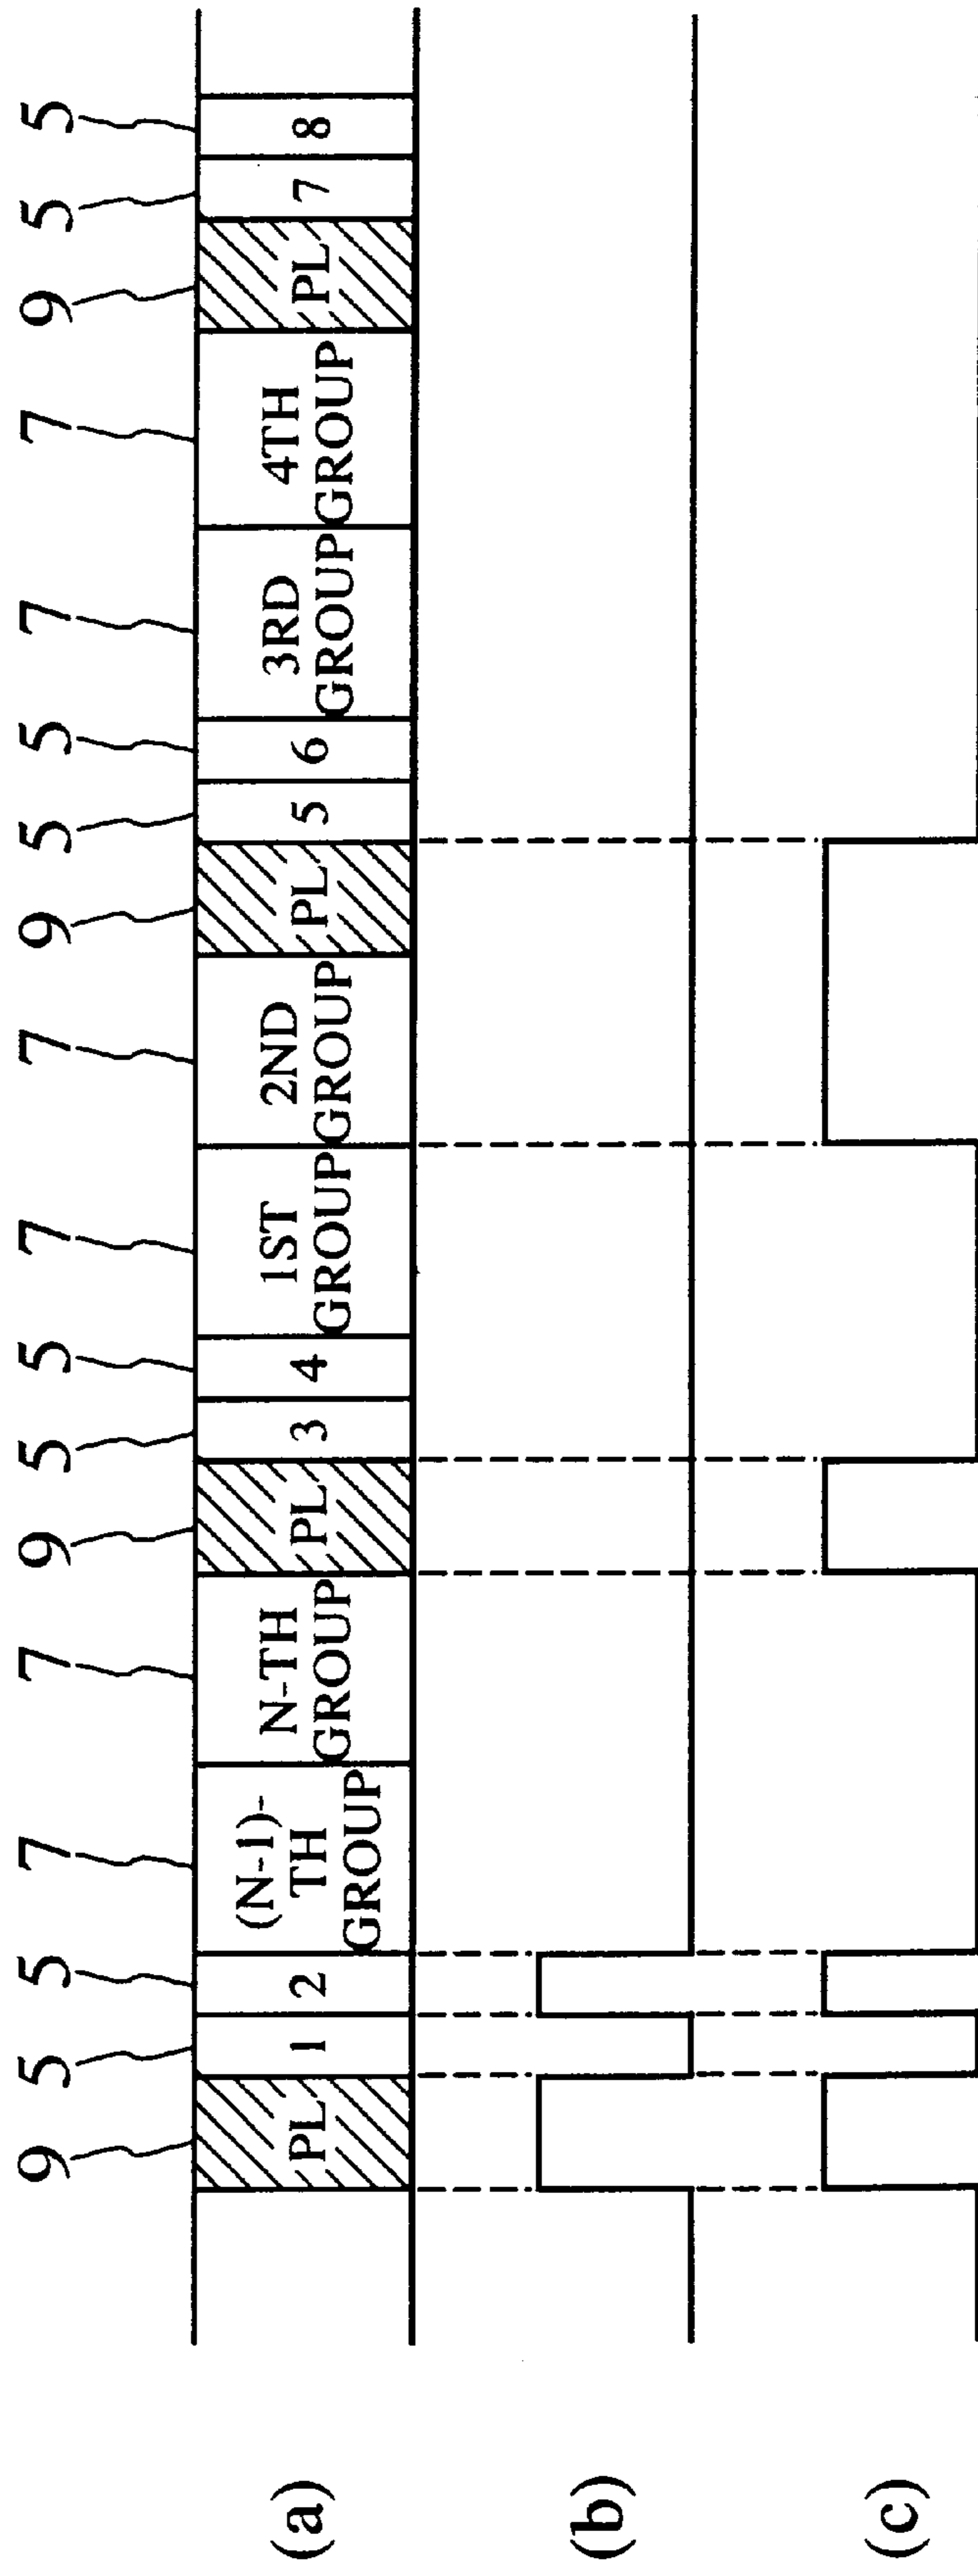 9 5 5 7 7 9 5 5 7 7 9 5 5 7 7 9 5 5
(a)
PL
1
2
(N-1)-
TH
GROUP
N-TH
GROUP
PL
3
4
1ST
GROUP
2ND
GROUP
PL
5
6
3RD
GROUP
4TH
GROUP
PL
7
8
(b)
(c)